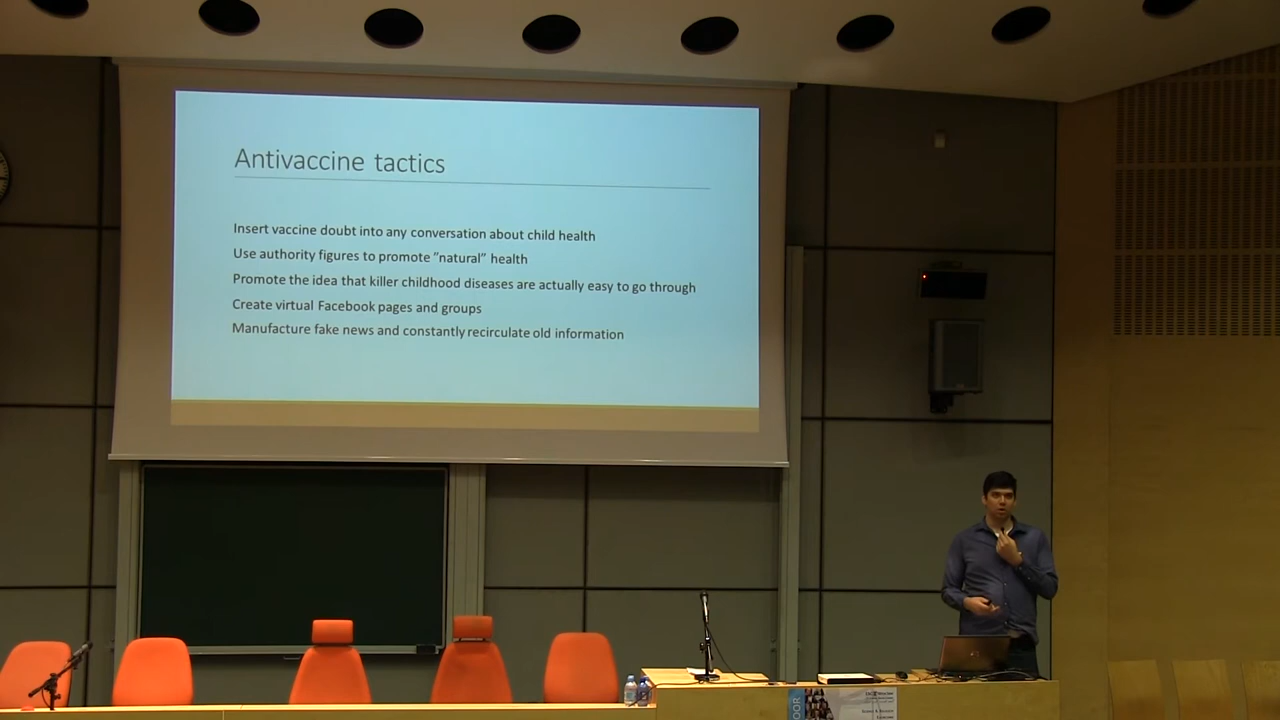 Antivaccine tactics
Insert vaccine doubt into any conversation about child health
Use authority figures to promote ”natural” health
Promote the idea that killer childhood diseases are actually easy to go through
Create virtual Facebook pages and groups
Manufacture fake news and constantly recirculate old information